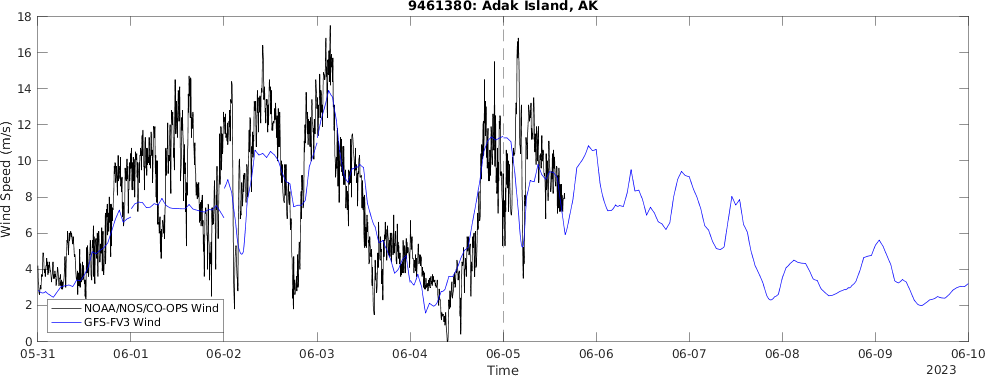 9461380: Adak Island, AK
Wind Speed (m/s)
18
16
14
12
10
8
6
4
2
0
NOAA/NOS/CO-OPS Wind
GFS-FV3 Wind
05-31 06-01 06-02 06-03 06-04 06-05 06-06 06-07 06-08 06-09 06-10
Time
2023